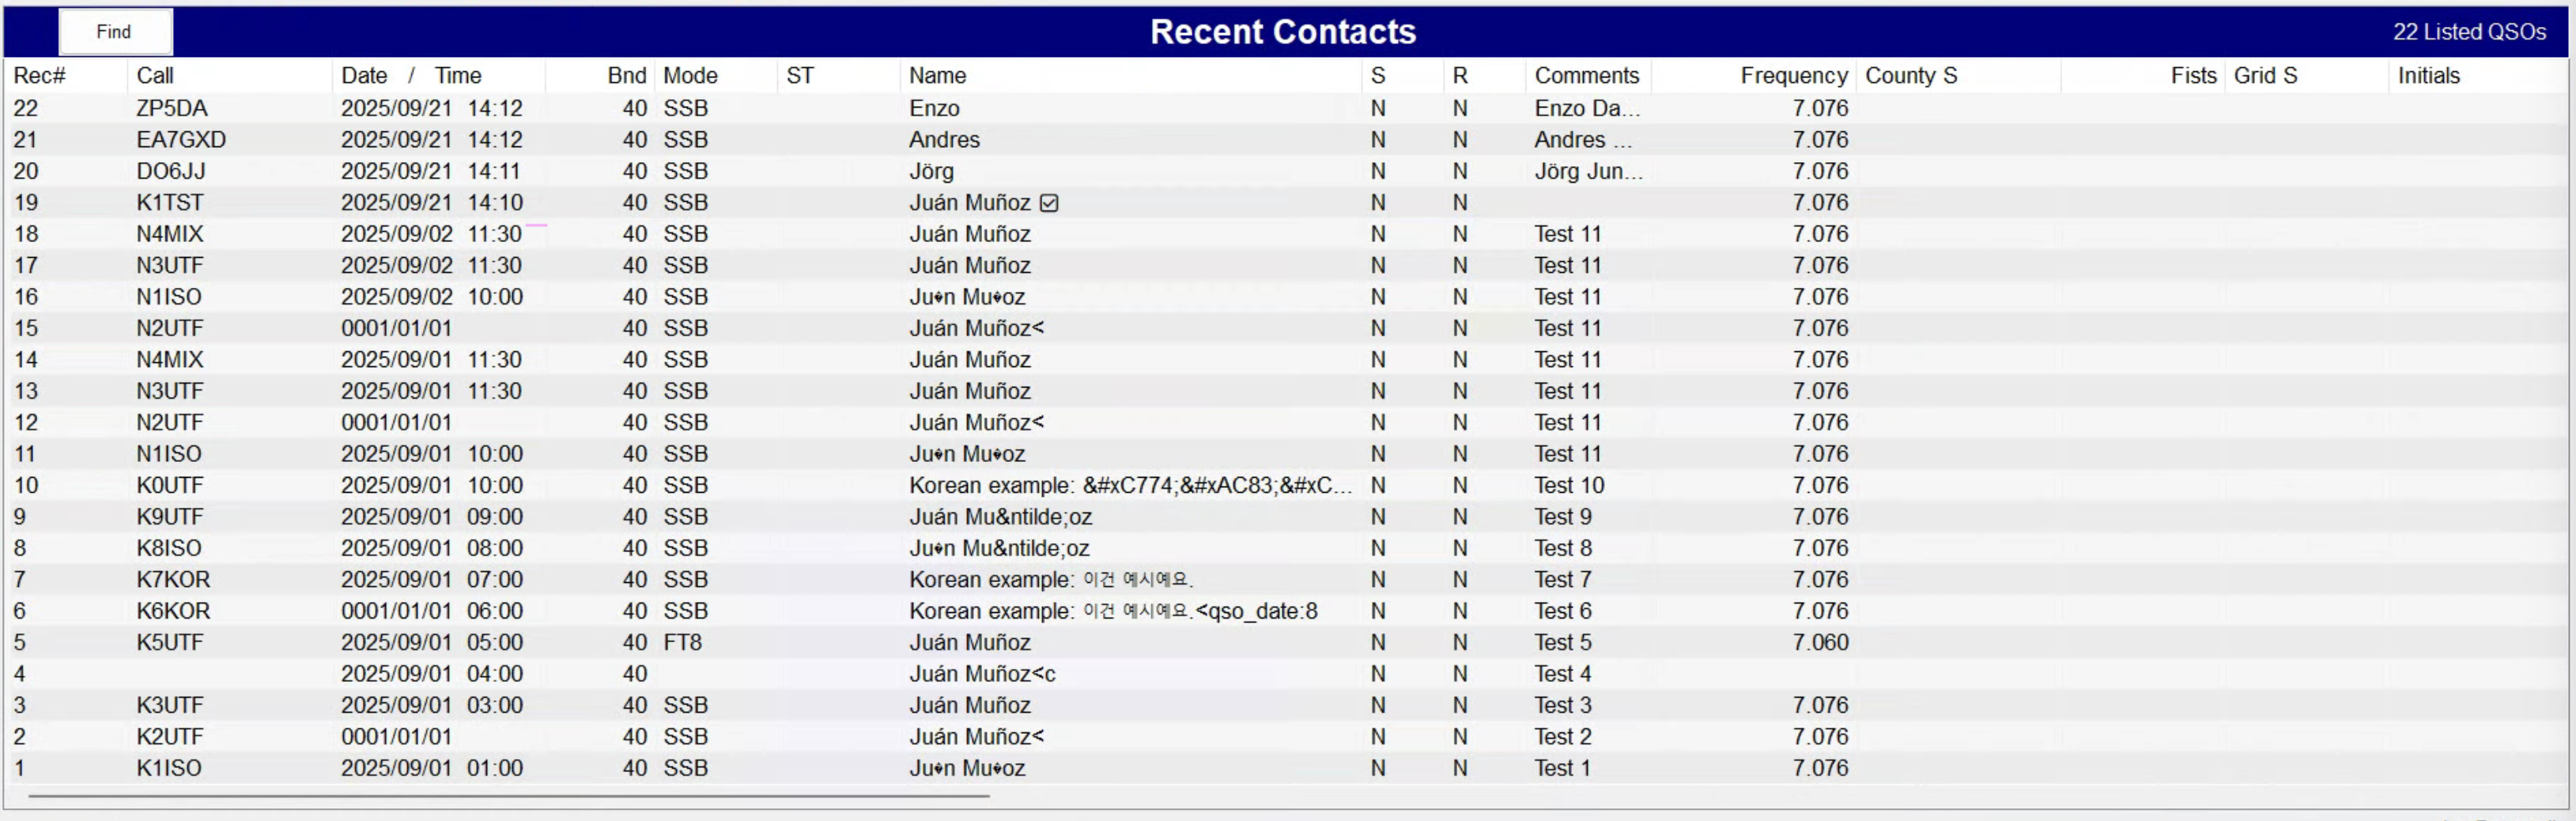 Find Recent Contacts 22 Listed QSOs
Rec# Call Date / Time Bnd Mode ST Name S R Comments Frequency County S Fists Grid S Initials
22 ZP5DA 2025/09/21 14:12 40 SSB Enzo N N Enzo Da... 7.076
21 EA7GXD 2025/09/21 14:12 40 SSB Andres N N Andres ... 7.076
20 DO6JJ 2025/09/21 14:11 40 SSB Jörg N N Jörg Jun... 7.076
19 K1TST 2025/09/21 14:10 40 SSB Juán Muñoz ☑ N N 7.076
18 N4MIX 2025/09/02 11:30 40 SSB Juán Muñoz N N Test 11 7.076
17 N3UTF 2025/09/02 11:30 40 SSB Juán Muñoz N N Test 11 7.076
16 N1ISO 2025/09/02 10:00 40 SSB Ju�n Mu�oz N N Test 11 7.076
15 N2UTF 0001/01/01 40 SSB Juán Muñoz< N N Test 11 7.076
14 N4MIX 2025/09/01 11:30 40 SSB Juán Muñoz N N Test 11 7.076
13 N3UTF 2025/09/01 11:30 40 SSB Juán Muñoz N N Test 11 7.076
12 N2UTF 0001/01/01 40 SSB Juán Muñoz< N N Test 11 7.076
11 N1ISO 2025/09/01 10:00 40 SSB Ju�n Mu�oz N N Test 11 7.076
10 K0UTF 2025/09/01 10:00 40 SSB Korean example: &#xC774;&#xAC83;&#xC... N N Test 10 7.076
9 K9UTF 2025/09/01 09:00 40 SSB Juán Mu&ntilde;oz N N Test 9 7.076
8 K8ISO 2025/09/01 08:00 40 SSB Ju�n Mu&ntilde;oz N N Test 8 7.076
7 K7KOR 2025/09/01 07:00 40 SSB Korean example: 이건 예시예요. N N Test 7 7.076
6 K6KOR 0001/01/01 06:00 40 SSB Korean example: 이건 예시예요.<qso_date:8 N N Test 6 7.076
5 K5UTF 2025/09/01 05:00 40 FT8 Juán Muñoz N N Test 5 7.060
4 2025/09/01 04:00 40 Juán Muñoz<c N N Test 4
3 K3UTF 2025/09/01 03:00 40 SSB Juán Muñoz N N Test 3 7.076
2 K2UTF 0001/01/01 40 SSB Juán Muñoz< N N Test 2 7.076
1 K1ISO 2025/09/01 01:00 40 SSB Ju�n Mu�oz N N Test 1 7.076